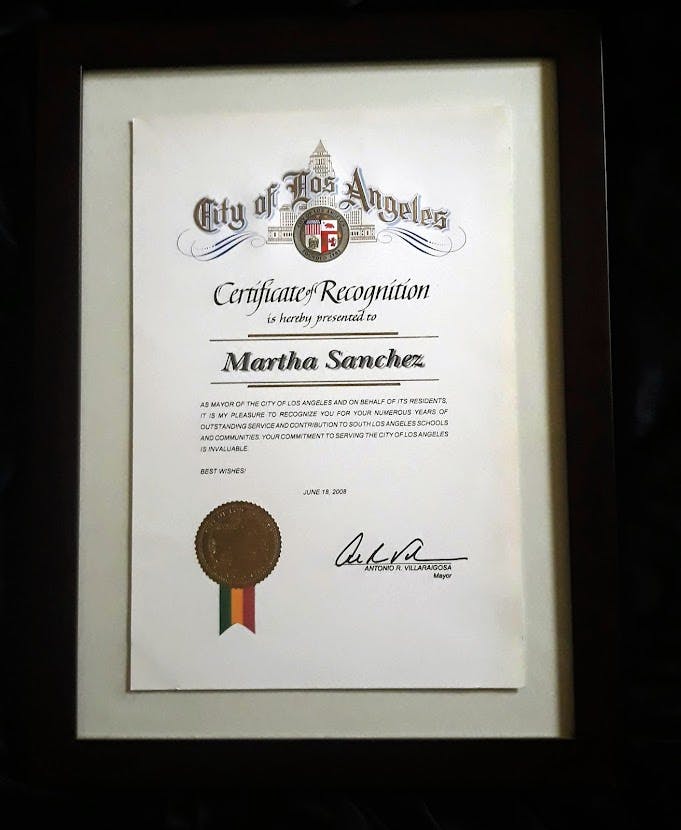 City of Los Angeles
Certificate of Recognition
is hereby presented to
Martha Sanchez
AS MAYOR OF THE CITY OF LOS ANGELES AND ON BEHALF OF ITS RESIDENTS,
IT IS MY PLEASURE TO RECOGNIZE YOU FOR YOUR NUMEROUS YEARS OF
OUTSTANDING SERVICE AND CONTRIBUTION TO SOUTH LOS ANGELES SCHOOLS
AND COMMUNITIES. YOUR COMMITMENT TO SERVING THE CITY OF LOS ANGELES
IS INVALUABLE.
BEST WISHES!
JUNE 18, 2008
ANTONIO R. VILLARAIGOSA
Mayor